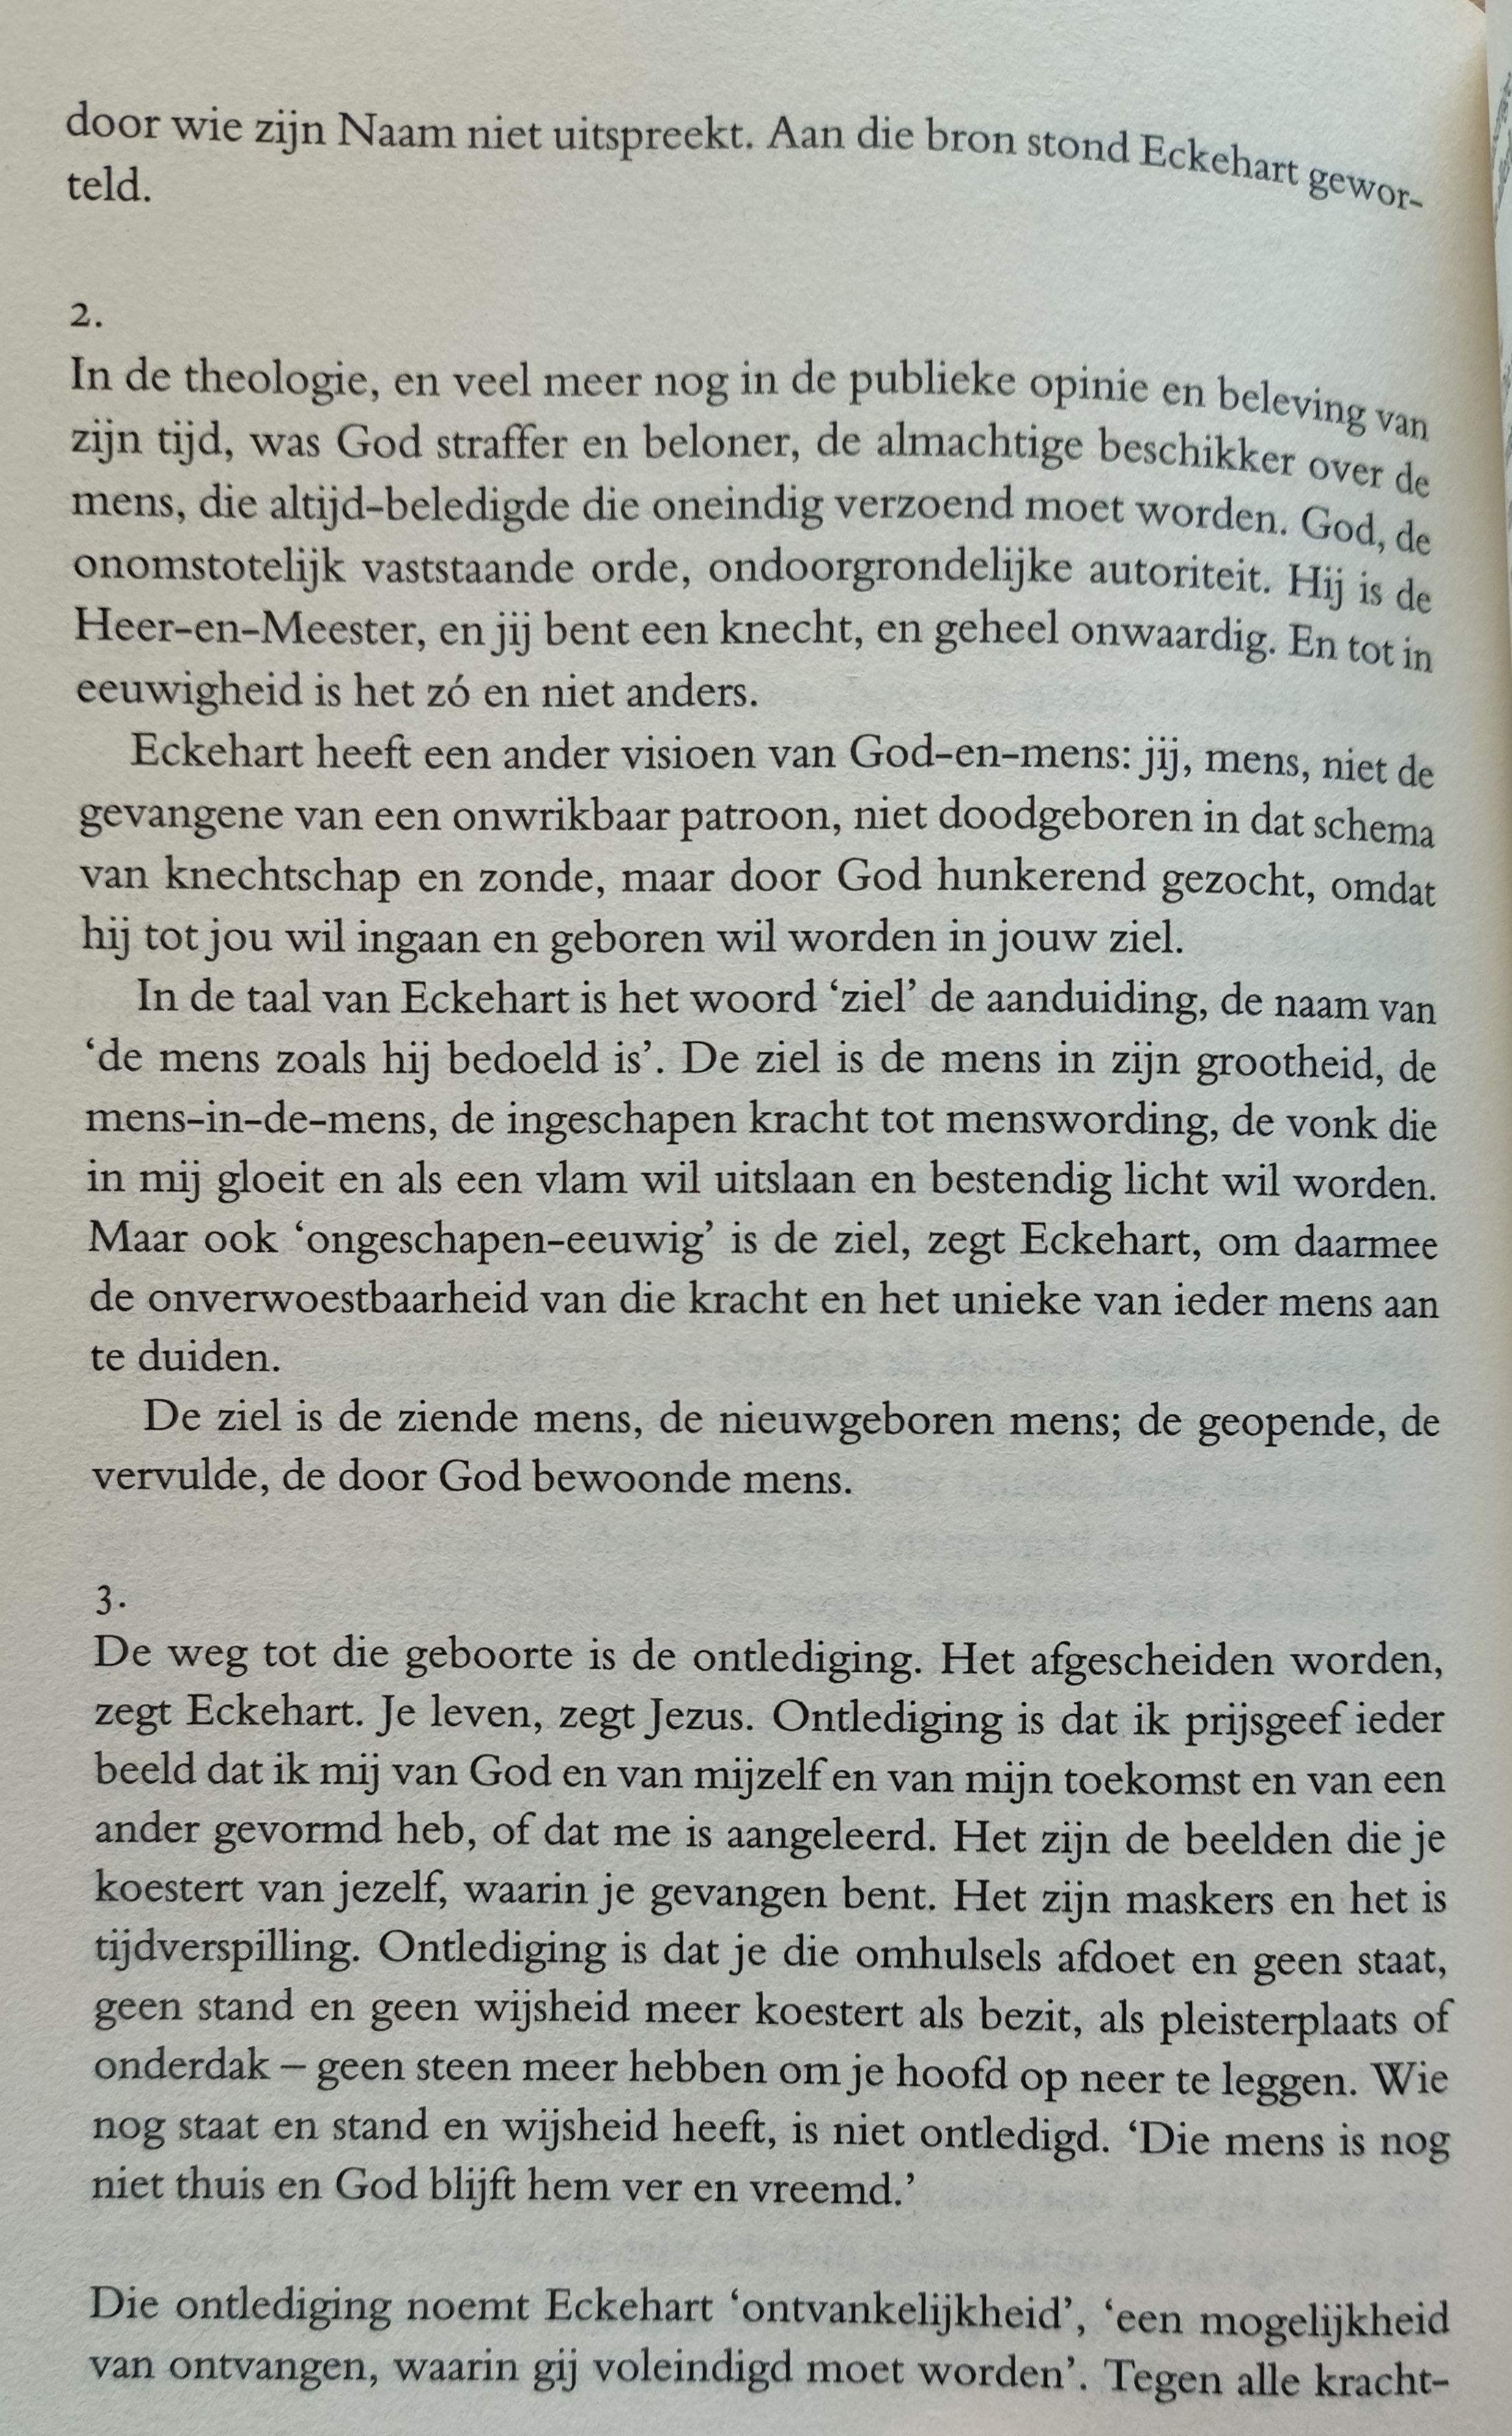 door wie zijn Naam niet uitspreekt. Aan die bron stond Eckehart gewor-
teld.
2.
In de theologie, en veel meer nog in de publieke opinie en beleving van
zijn tijd, was God straffer en beloner, de almachtige beschikker over de
mens, die altijd-beledigde die oneindig verzoend moet worden. God, de
onomstotelijk vaststaande orde, ondoorgrondelijke autoriteit. Hij is de
Heer-en-Meester, en jij bent een knecht, en geheel onwaardig. En tot in
eeuwigheid is het zó en niet anders.
Eckehart heeft een ander visioen van God-en-mens: jij, mens, niet de
gevangene van een onwrikbaar patroon, niet doodgeboren in dat schema
van knechtschap en zonde, maar door God hunkerend gezocht, omdat
hij tot jou wil ingaan en geboren wil worden in jouw ziel.
In de taal van Eckehart is het woord ‘ziel’ de aanduiding, de naam van
‘de mens zoals hij bedoeld is’. De ziel is de mens in zijn grootheid, de
mens-in-de-mens, de ingeschapen kracht tot menswording, de vonk die
in mij gloeit en als een vlam wil uitslaan en bestendig licht wil worden.
Maar ook ‘ongeschapen-eeuwig’ is de ziel, zegt Eckehart, om daarmee
de onverwoestbaarheid van die kracht en het unieke van ieder mens aan
te duiden.
De ziel is de ziende mens, de nieuwgeboren mens; de geopende, de
vervulde, de door God bewoonde mens.
3.
De weg tot die geboorte is de ontlediging. Het afgescheiden worden,
zegt Eckehart. Je leven, zegt Jezus. Ontlediging is dat ik prijsgeef ieder
beeld dat ik mij van God en van mijzelf en van mijn toekomst en van een
ander gevormd heb, of dat me is aangeleerd. Het zijn de beelden die je
koestert van jezelf, waarin je gevangen bent. Het zijn maskers en het is
tijdverspilling. Ontlediging is dat je die omhulsels afdoet en geen staat,
geen stand en geen wijsheid meer koestert als bezit, als pleisterplaats of
onderdak – geen steen meer hebben om je hoofd op neer te leggen. Wie
nog staat en stand en wijsheid heeft, is niet ontledigd. ‘Die mens is nog
niet thuis en God blijft hem ver en vreemd.’
Die ontlediging noemt Eckehart ‘ontvankelijkheid’, ‘een mogelijkheid
van ontvangen, waarin gij voleindigd moet worden’. Tegen alle kracht-